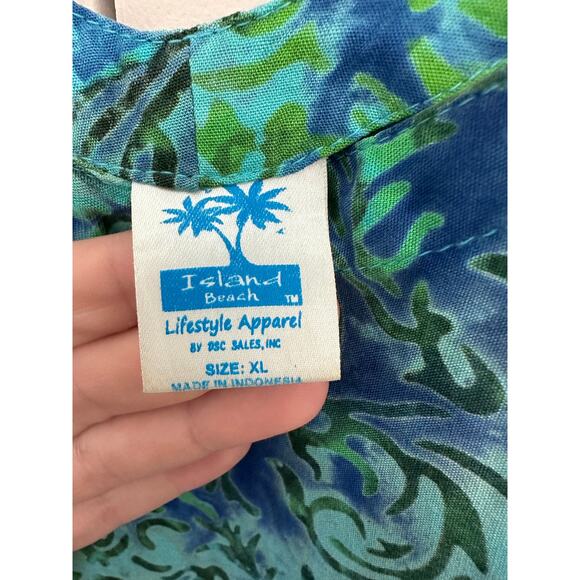 Island
Beach ™
Lifestyle Apparel
BY DSC SALES, INC
SIZE: XL
MADE IN INDONESIA